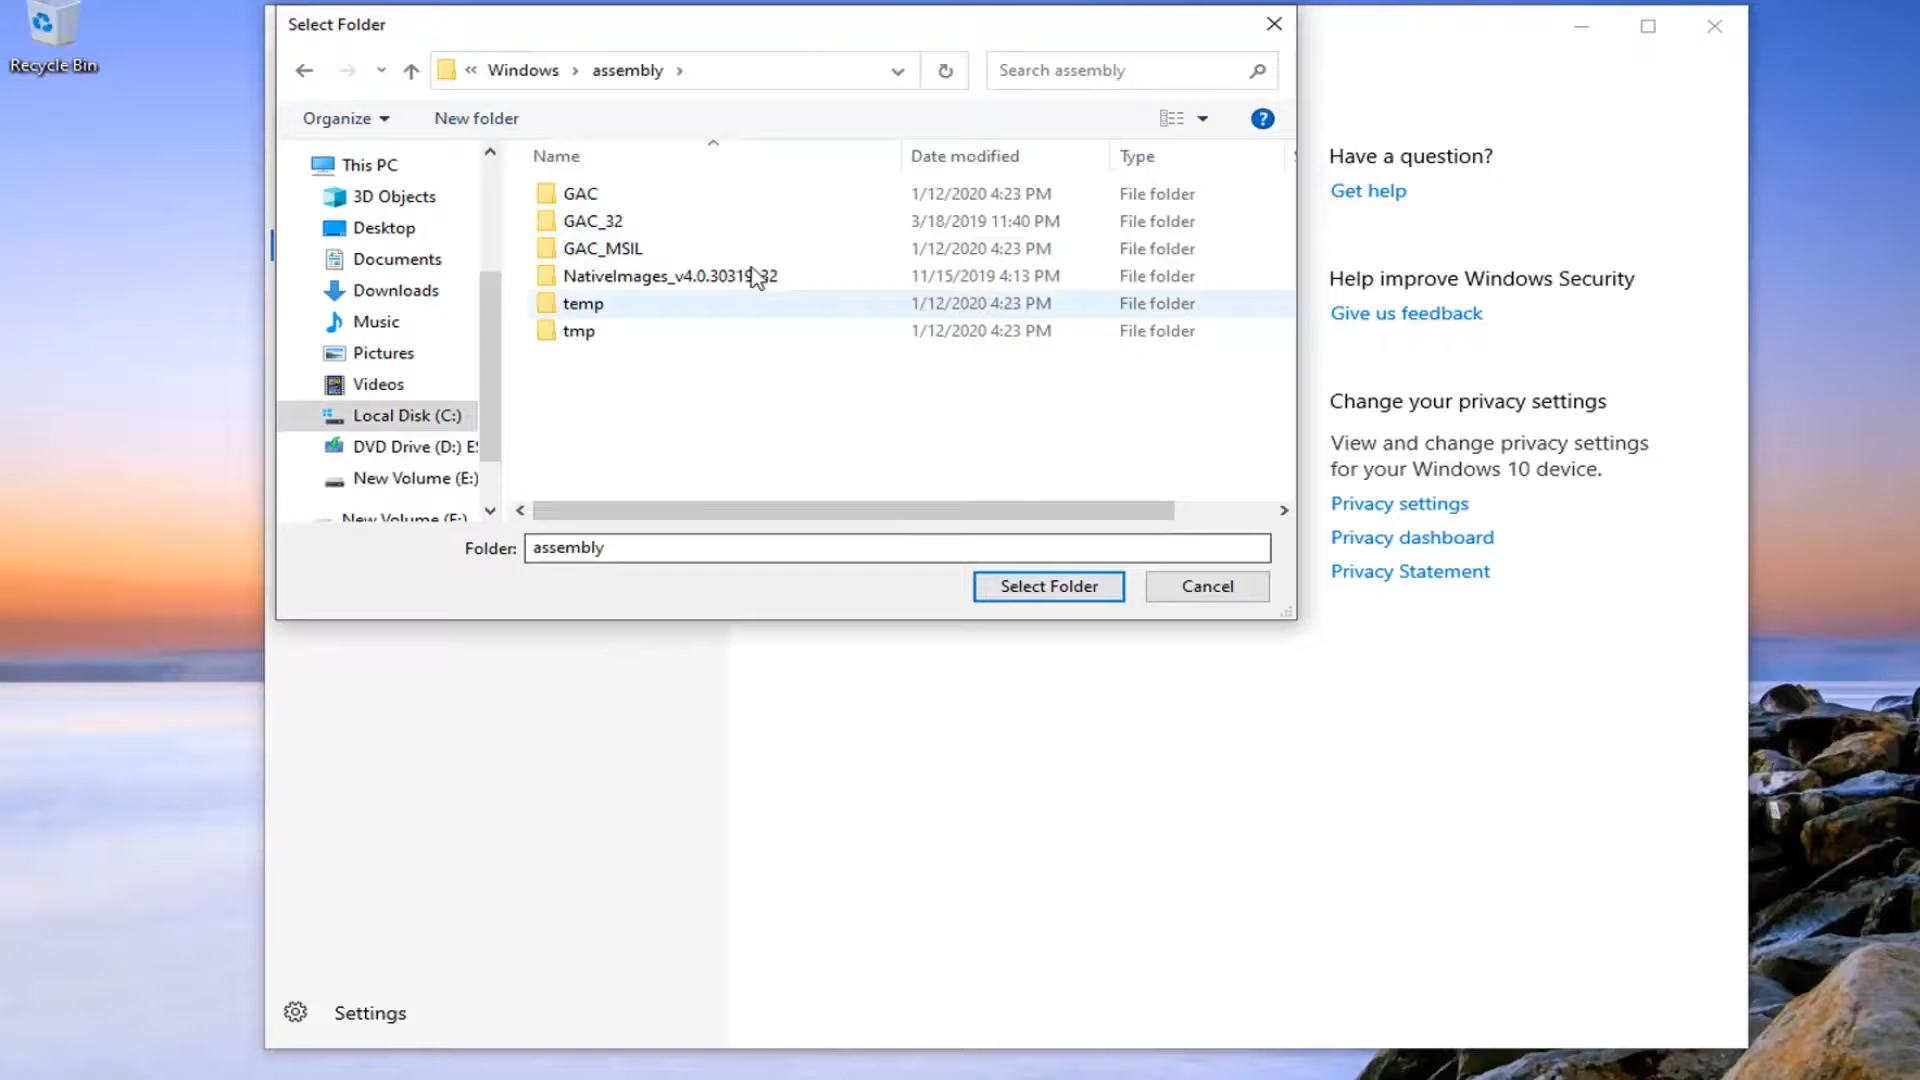 Recycle Bin
Select Folder
« Windows › assembly ›
Search assembly
Organize
New folder
?
Name
Date modified
Type
This PC
3D Objects
Desktop
Documents
Downloads
Music
Pictures
Videos
Local Disk (C:)
DVD Drive (D:) E
New Volume (E:)
New Volume (E:)
GAC 1/12/2020 4:23 PM File folder
GAC_32 3/18/2019 11:40 PM File folder
GAC_MSIL 1/12/2020 4:23 PM File folder
NativeImages_v4.0.30319_32 11/15/2019 4:13 PM File folder
temp 1/12/2020 4:23 PM File folder
tmp 1/12/2020 4:23 PM File folder
Folder: assembly
Select Folder
Cancel
Have a question?
Get help
Help improve Windows Security
Give us feedback
Change your privacy settings
View and change privacy settings
for your Windows 10 device.
Privacy settings
Privacy dashboard
Privacy Statement
Settings